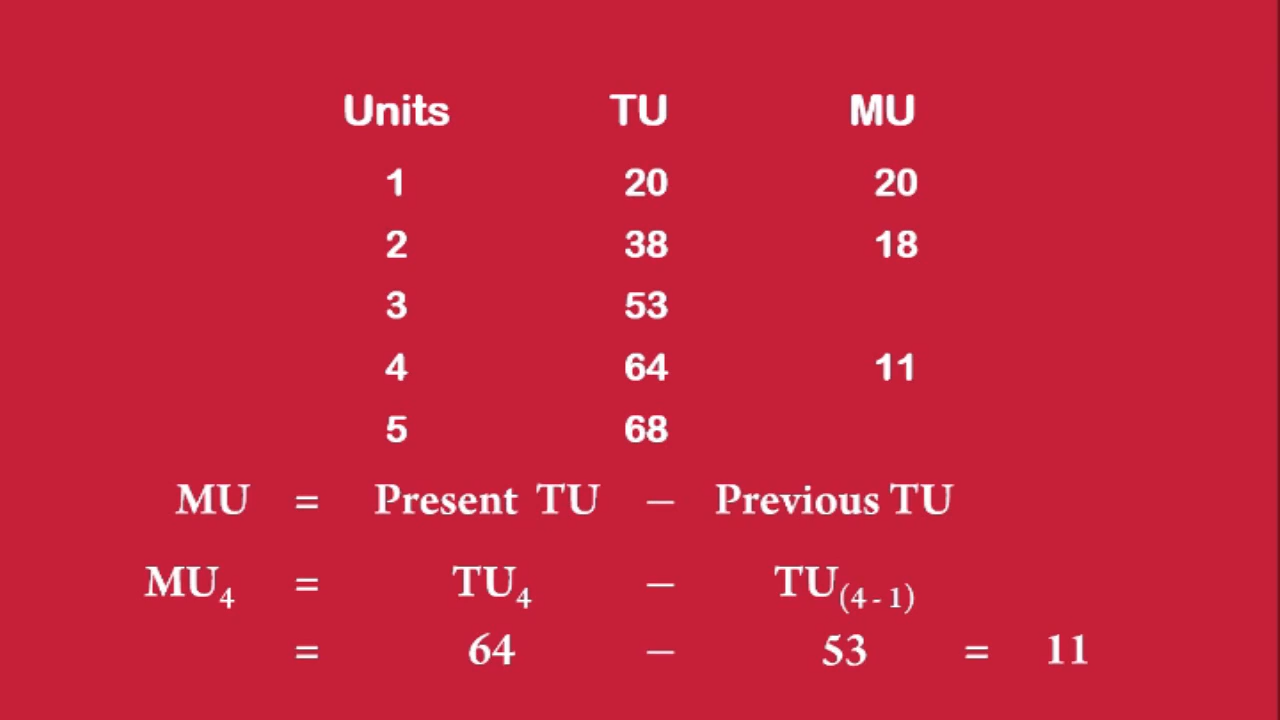 Units TU MU
1 20 20
2 38 18
3 53
4 64 11
5 68
MU = Present TU – Previous TU
MU₄ = TU₄ – TU₍₄₋₁₎
= 64 – 53 = 11